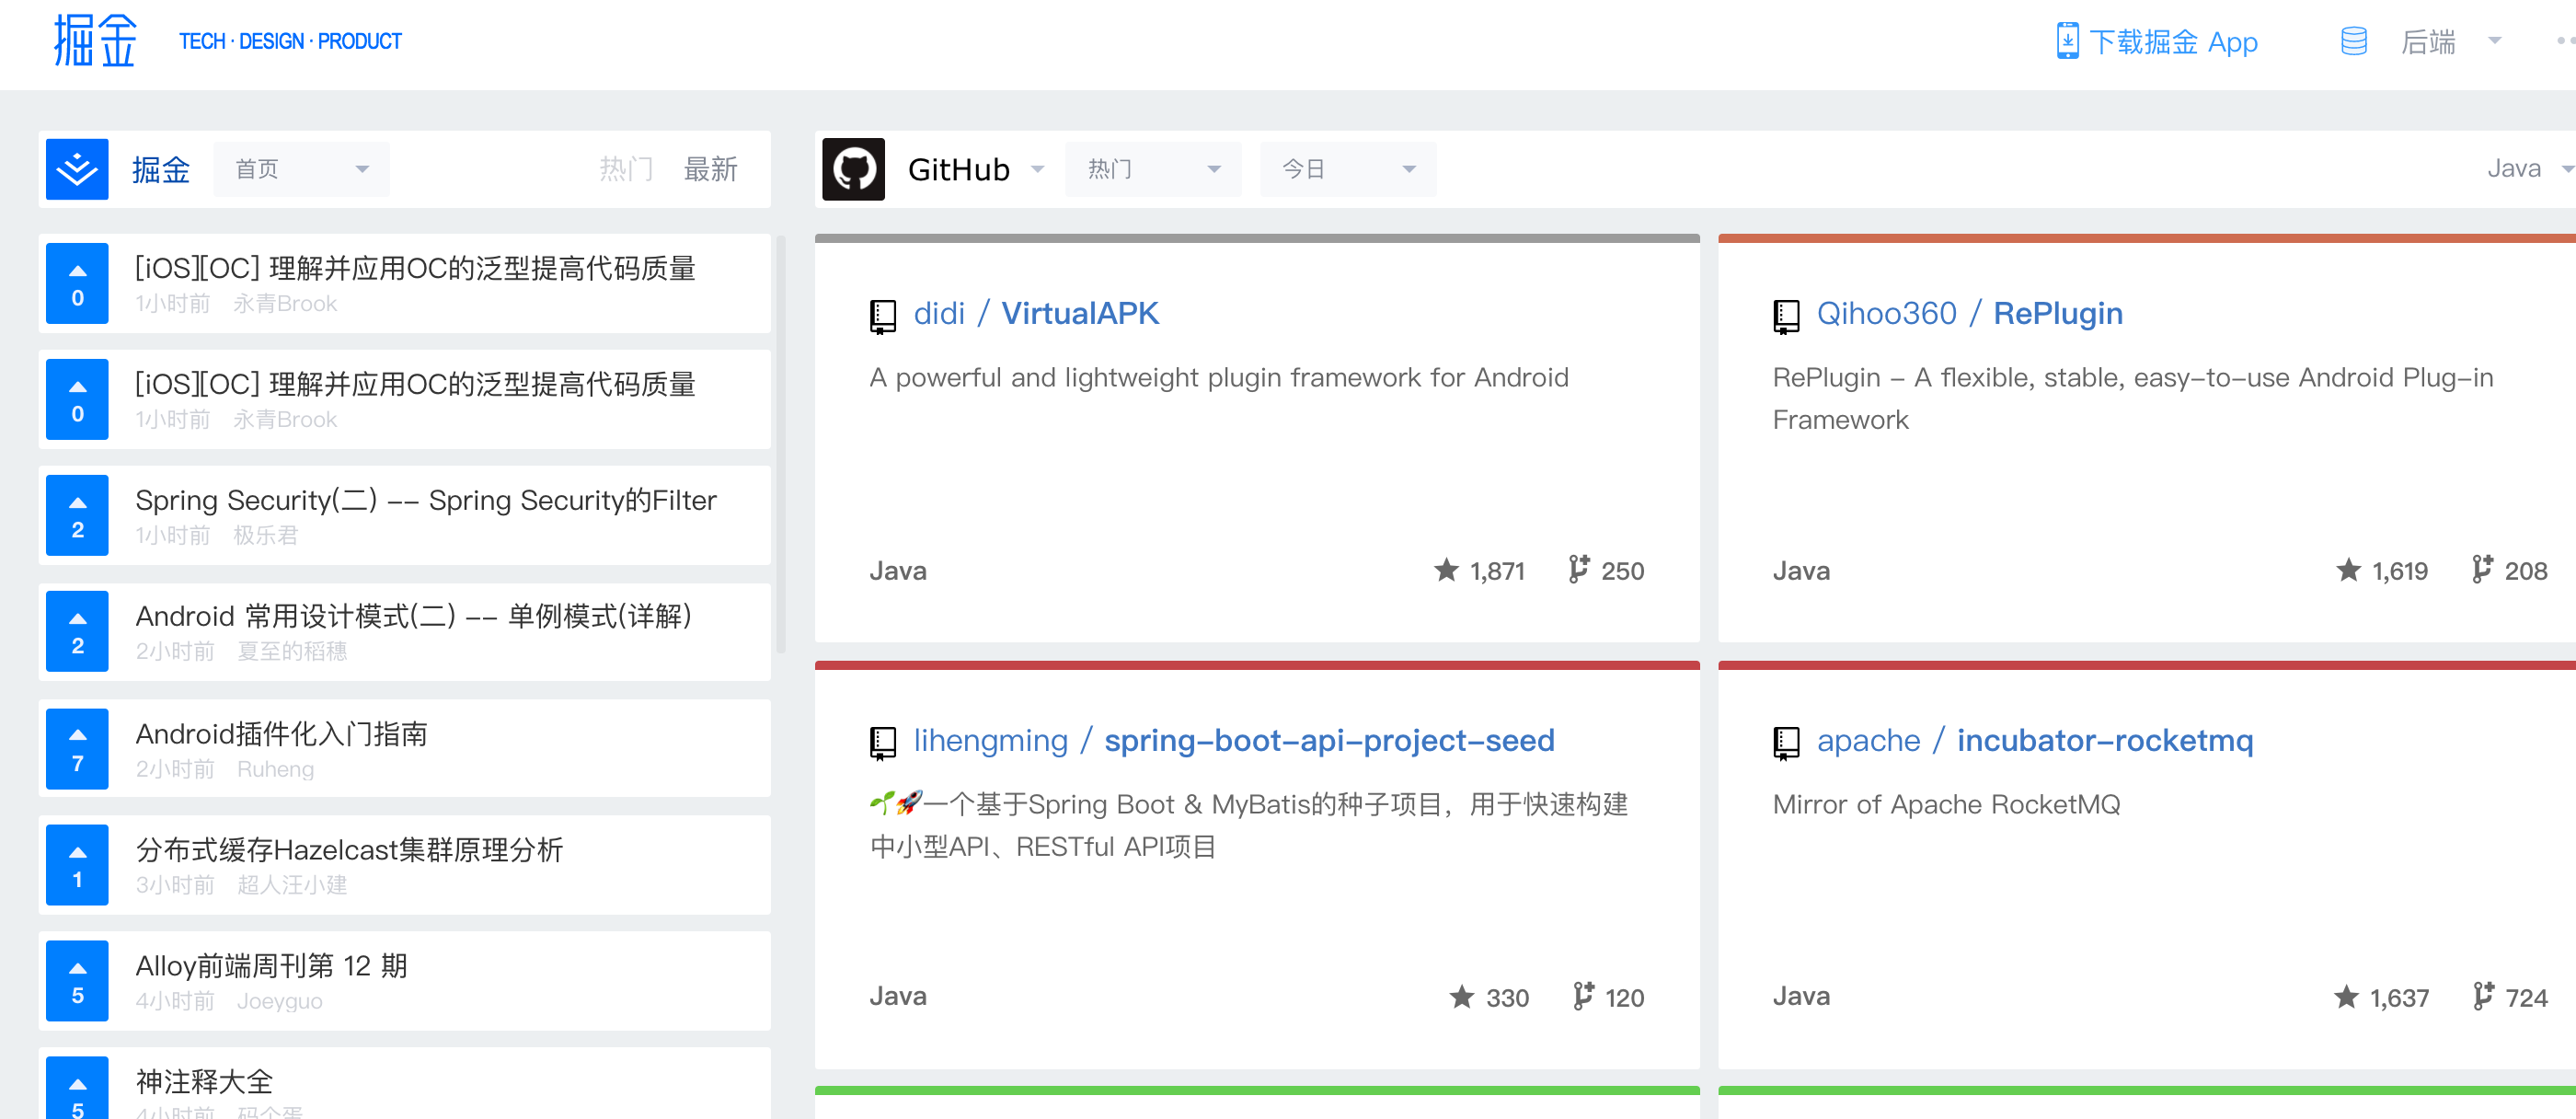 掘金
TECH · DESIGN · PRODUCT
下载掘金 App
后端
掘金
首页
热门
最新
0
[iOS][OC] 理解并应用OC的泛型提高代码质量
1小时前 永青Brook
0
[iOS][OC] 理解并应用OC的泛型提高代码质量
1小时前 永青Brook
2
Spring Security(二) -- Spring Security的Filter
1小时前 极乐君
2
Android 常用设计模式(二) -- 单例模式(详解)
2小时前 夏至的稻穗
7
Android插件化入门指南
2小时前 Ruheng
1
分布式缓存Hazelcast集群原理分析
3小时前 超人汪小建
5
Alloy前端周刊第 12 期
4小时前 Joeyguo
5
神注释大全
4小时前 码个蛋
GitHub
热门
今日
Java
didi / VirtualAPK
A powerful and lightweight plugin framework for Android
Java
1,871
250
Qihoo360 / RePlugin
RePlugin - A flexible, stable, easy-to-use Android Plug-in
Framework
Java
1,619
208
lihengming / spring-boot-api-project-seed
🌱🚀一个基于Spring Boot & MyBatis的种子项目，用于快速构建
中小型API、RESTful API项目
Java
330
120
apache / incubator-rocketmq
Mirror of Apache RocketMQ
Java
1,637
724